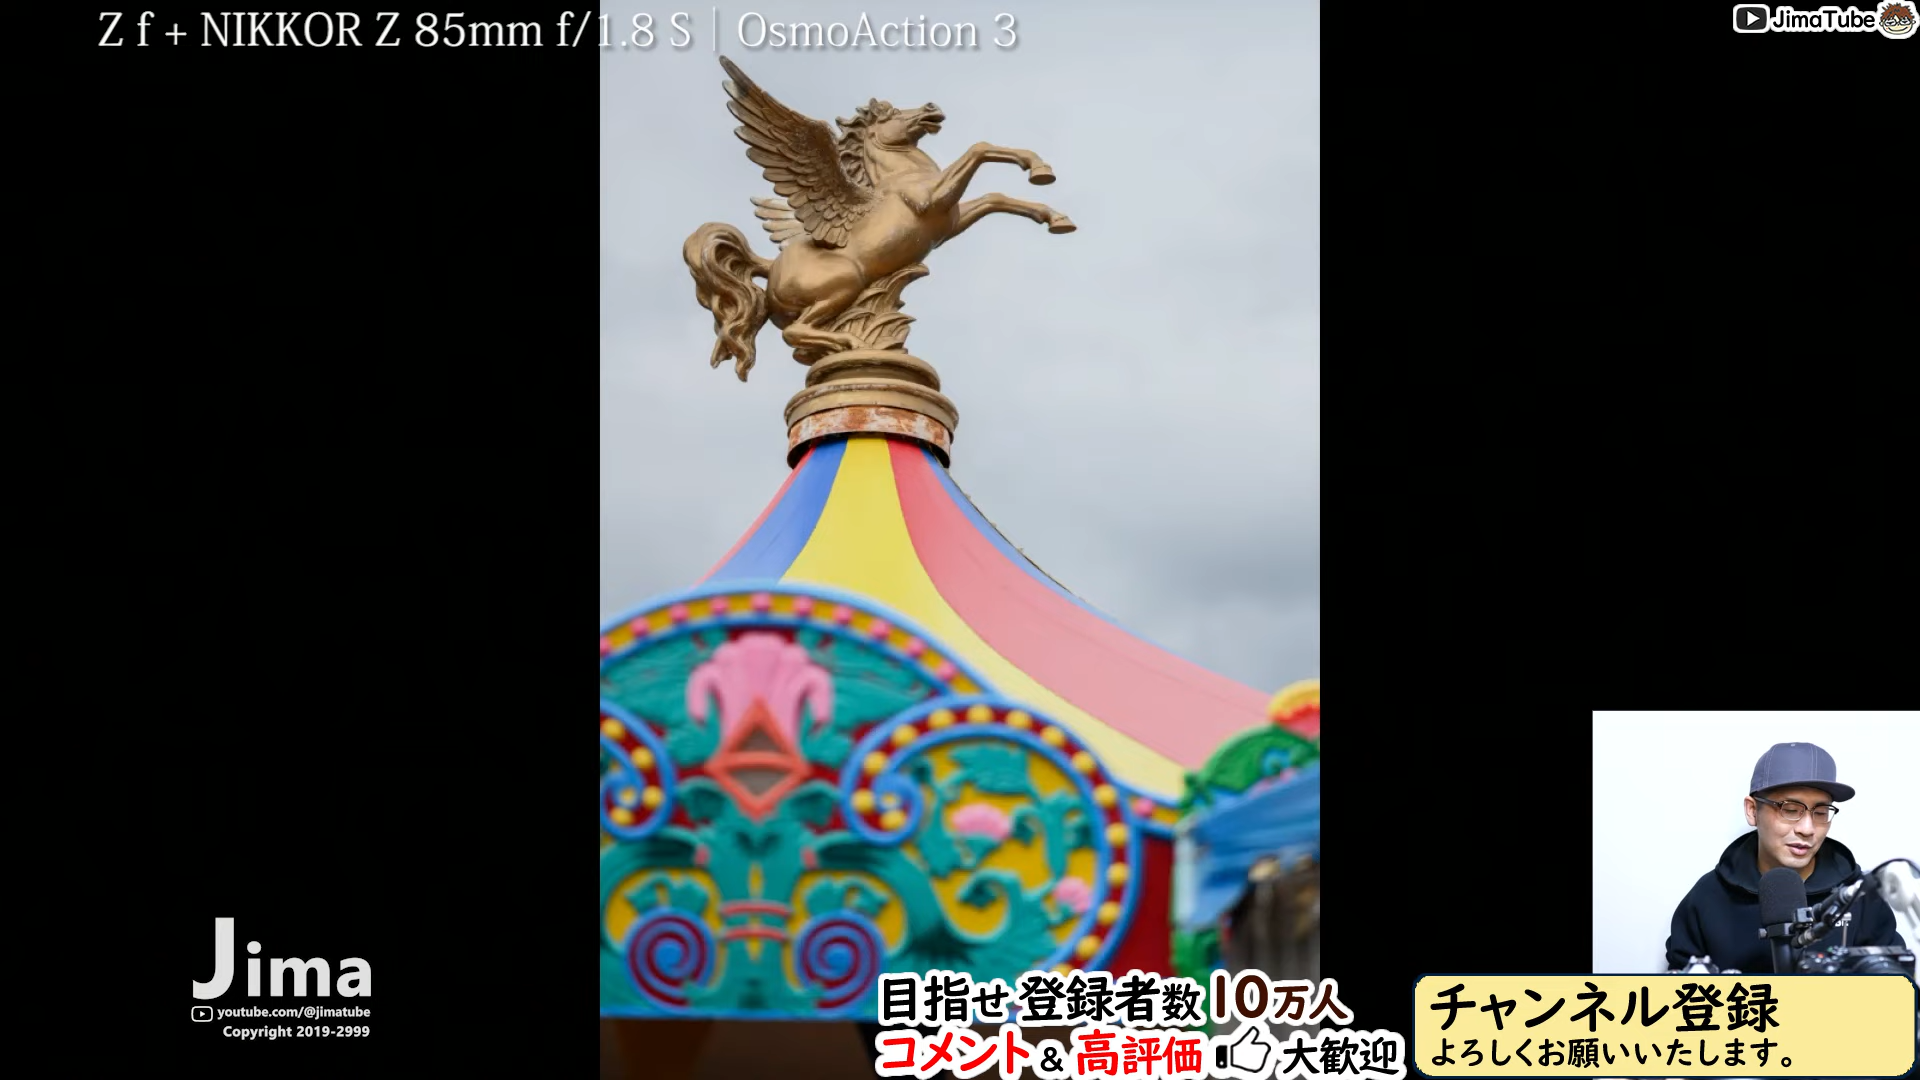 Z f + NIKKOR Z 85mm f/1.8 S｜OsmoAction 3
JimaTube
Jima
youtube.com/@jimatube
Copyright 2019-2999
目指せ 登録者数 10万人
コメント & 高評価 大歓迎
チャンネル登録
よろしくお願いいたします。